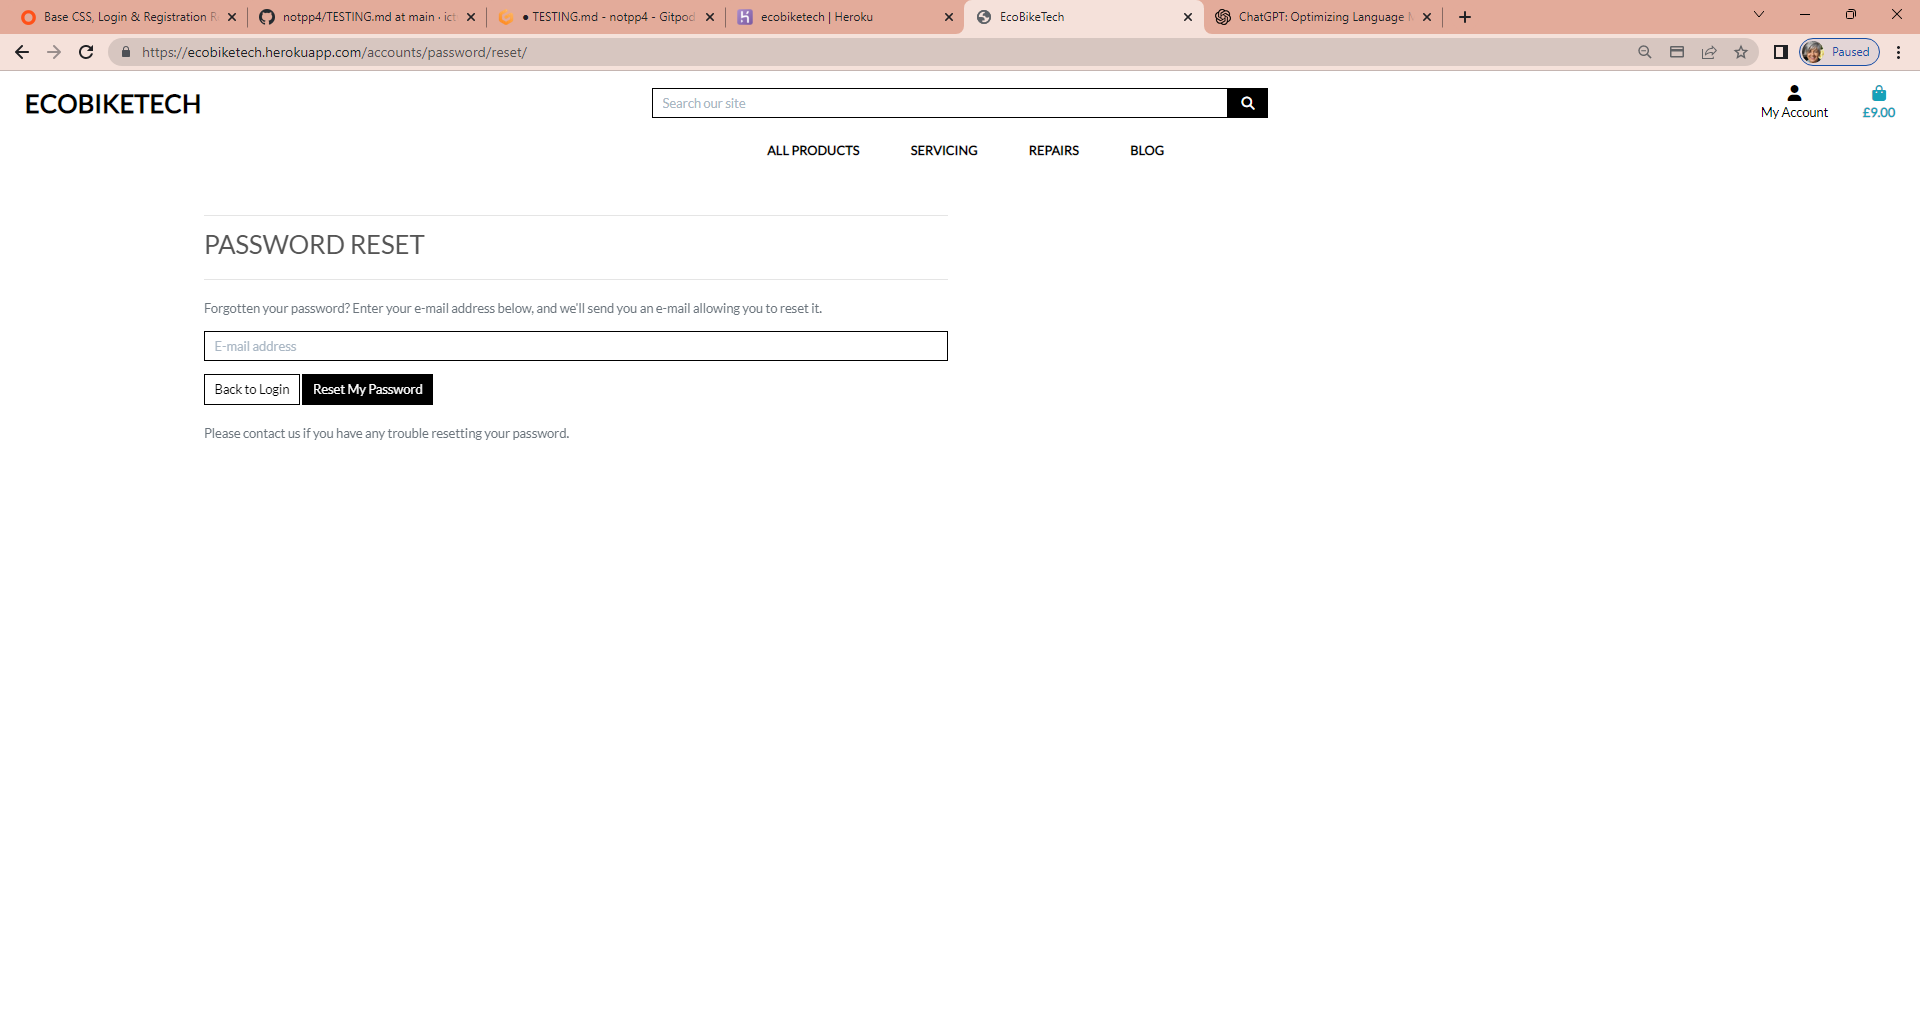 Base CSS, Login & Registration
notpp4/TESTING.md at main · ict
● TESTING.md - notpp4 - Gitpod
ecobiketech | Heroku
EcoBikeTech
ChatGPT: Optimizing Language
https://ecobiketech.herokuapp.com/accounts/password/reset/
Paused
ECOBIKETECH
Search our site
My Account
£9.00
ALL PRODUCTS
SERVICING
REPAIRS
BLOG
PASSWORD RESET
Forgotten your password? Enter your e-mail address below, and we'll send you an e-mail allowing you to reset it.
E-mail address
Back to Login
Reset My Password
Please contact us if you have any trouble resetting your password.